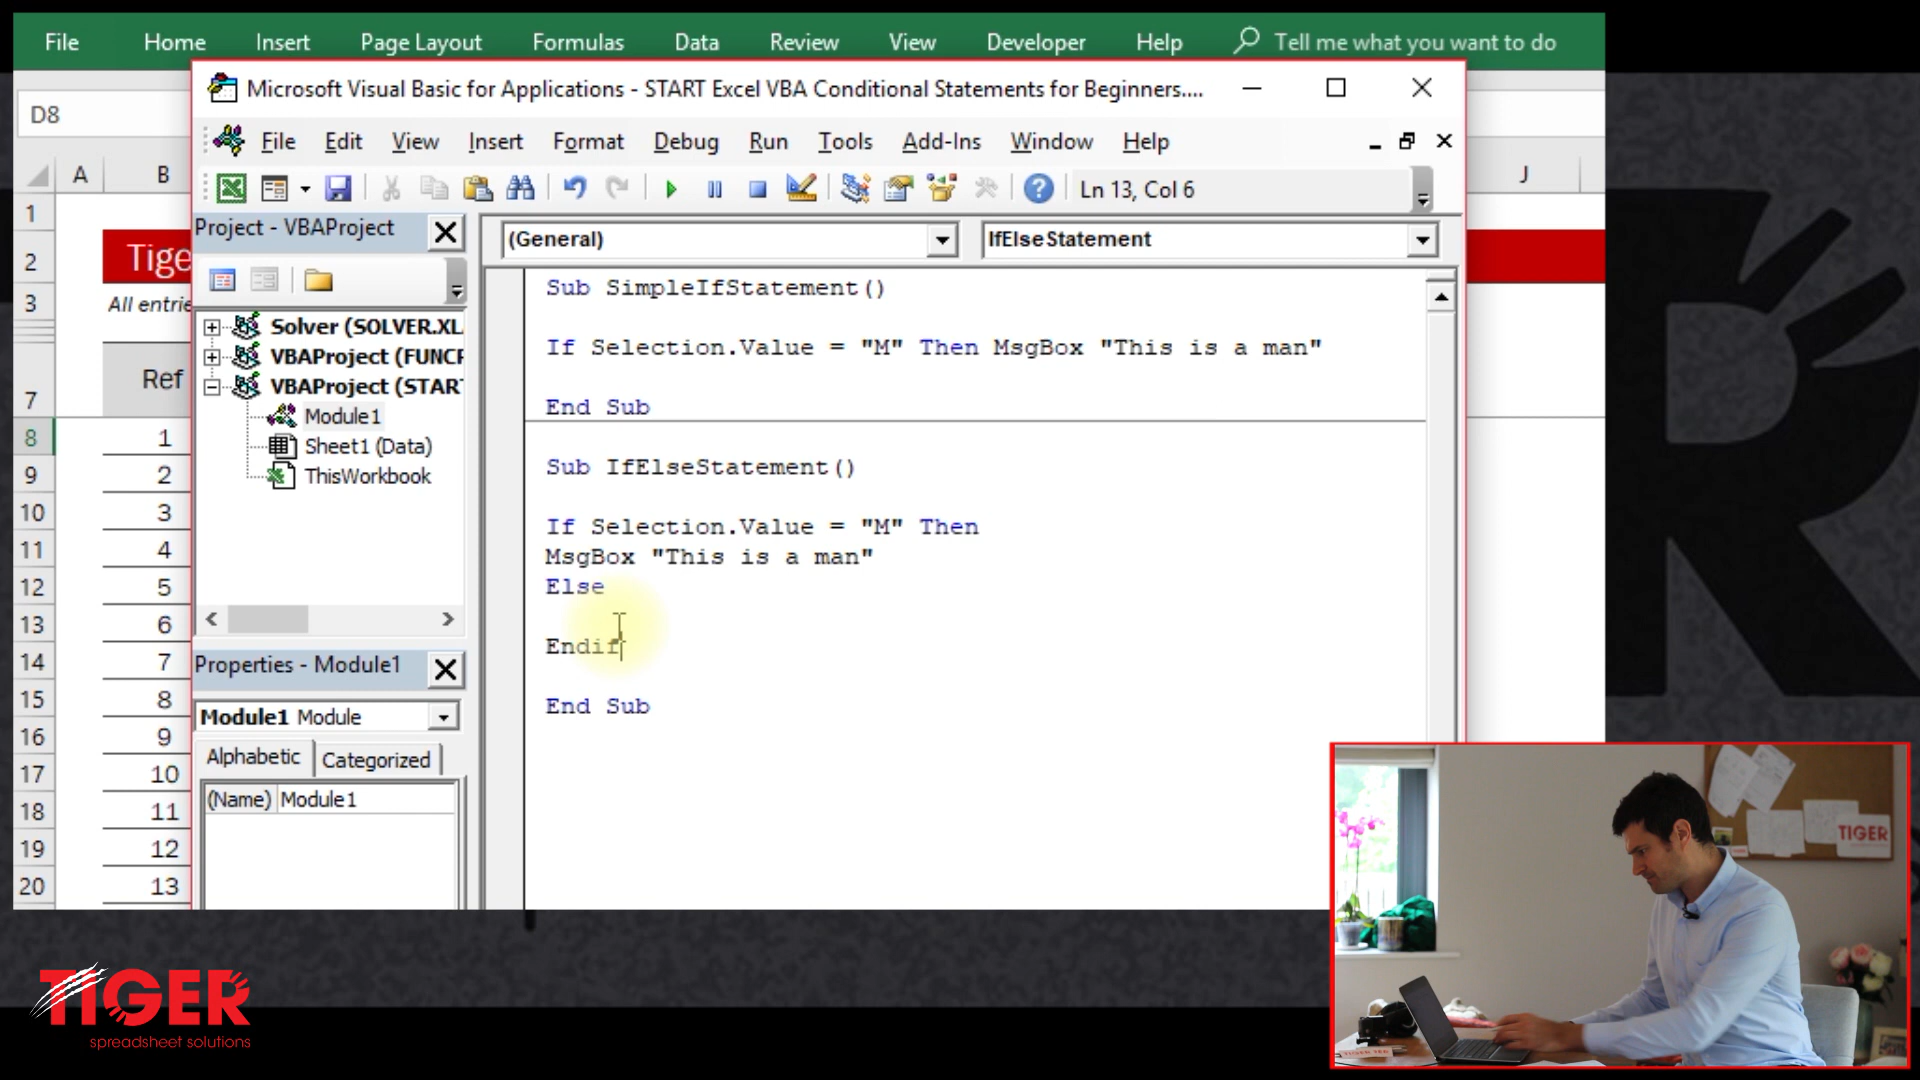 File Home Insert Page Layout Formulas Data Review View Developer Help Tell me what you want to do
Microsoft Visual Basic for Applications - START Excel VBA Conditional Statements for Beginners....
D8
File Edit View Insert Format Debug Run Tools Add-Ins Window Help
Ln 13, Col 6
A B J
Project - VBAProject
(General) IfElseStatement
1
2 Tige
3 All entrie
7 Ref
8 1
9 2
10 3
11 4
12 5
13 6
14 7
15 8
16 9
17 10
18 11
19 12
20 13
Solver (SOLVER.XL
VBAProject (FUNCR
VBAProject (START
Module1
Sheet1 (Data)
ThisWorkbook
Properties - Module1
Module1 Module
Alphabetic Categorized
(Name) Module1
Sub SimpleIfStatement()
If Selection.Value = "M" Then MsgBox "This is a man"
End Sub
Sub IfElseStatement()
If Selection.Value = "M" Then
MsgBox "This is a man"
Else
Endif
End Sub
TIGER
TIGER
spreadsheet solutions